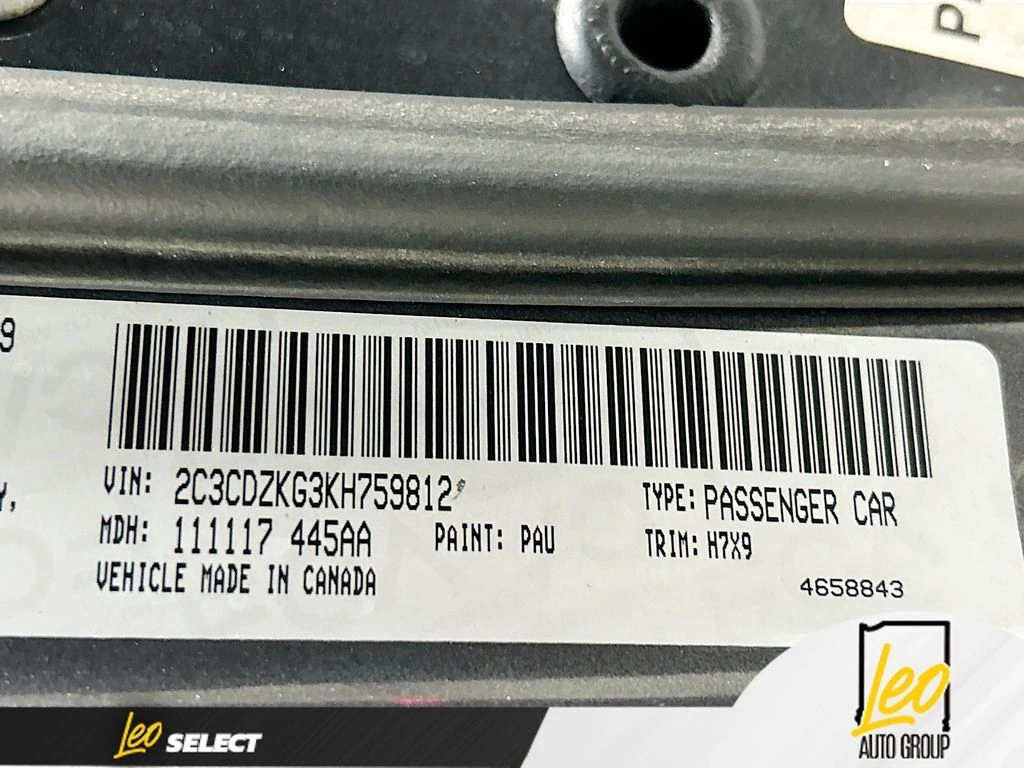 9
VIN: 2C3CDZKG3KH759812
TYPE: PASSENGER CAR
MDH: 111117 445AA
PAINT: PAU
TRIM: H7X9
VEHICLE MADE IN CANADA
4658843
Y,
Leo SELECT
Leo
AUTO GROUP